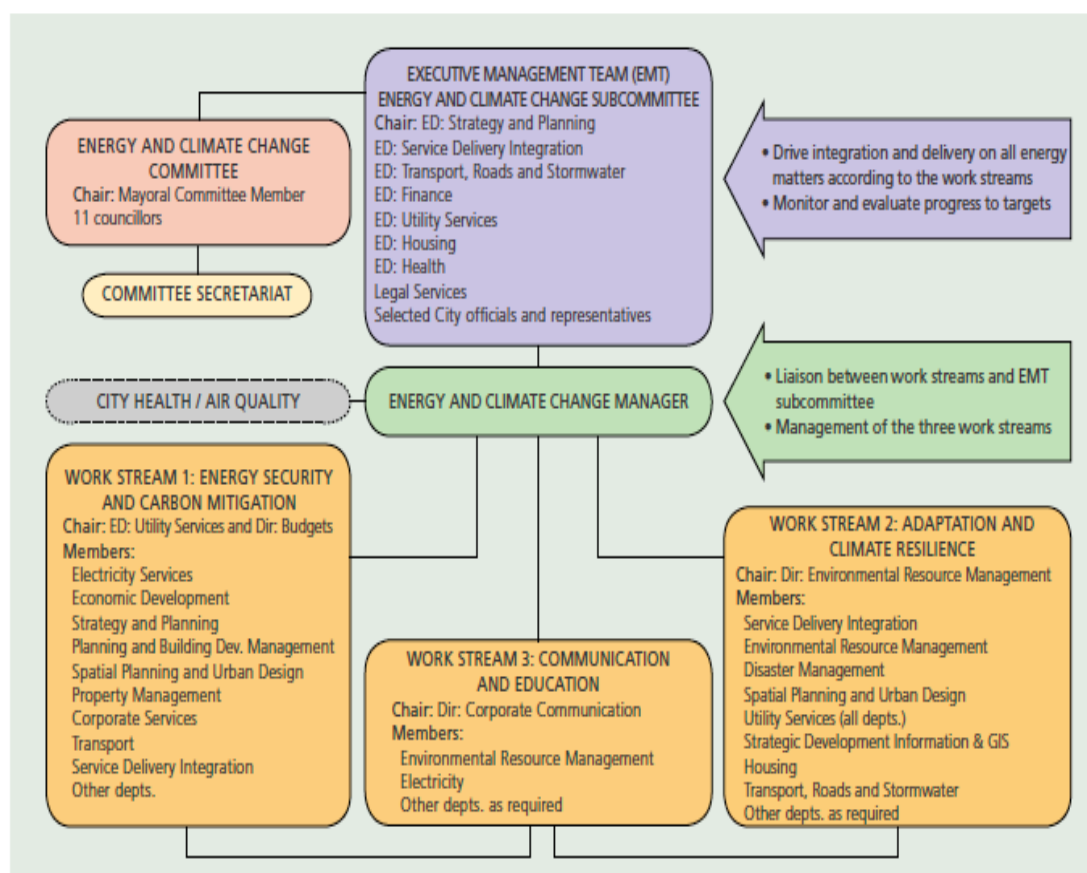 EXECUTIVE MANAGEMENT TEAM (EMT)
ENERGY AND CLIMATE CHANGE SUBCOMMITTEE
Chair: ED: Strategy and Planning
ED: Service Delivery Integration
ED: Transport, Roads and Stormwater
ED: Finance
ED: Utility Services
ED: Housing
ED: Health
Legal Services
Selected City officials and representatives
ENERGY AND CLIMATE CHANGE
COMMITTEE
Chair: Mayoral Committee Member
11 councillors
COMMITTEE SECRETARIAT
• Drive integration and delivery on all energy
matters according to the work streams
• Monitor and evaluate progress to targets
CITY HEALTH / AIR QUALITY
ENERGY AND CLIMATE CHANGE MANAGER
• Liaison between work streams and EMT
subcommittee
• Management of the three work streams
WORK STREAM 1: ENERGY SECURITY
AND CARBON MITIGATION
Chair: ED: Utility Services and Dir: Budgets
Members:
Electricity Services
Economic Development
Strategy and Planning
Planning and Building Dev. Management
Spatial Planning and Urban Design
Property Management
Corporate Services
Transport
Service Delivery Integration
Other depts.
WORK STREAM 3: COMMUNICATION
AND EDUCATION
Chair: Dir: Corporate Communication
Members:
Environmental Resource Management
Electricity
Other depts. as required
WORK STREAM 2: ADAPTATION AND
CLIMATE RESILIENCE
Chair: Dir: Environmental Resource Management
Members:
Service Delivery Integration
Environmental Resource Management
Disaster Management
Spatial Planning and Urban Design
Utility Services (all depts.)
Strategic Development Information & GIS
Housing
Transport, Roads and Stormwater
Other depts. as required